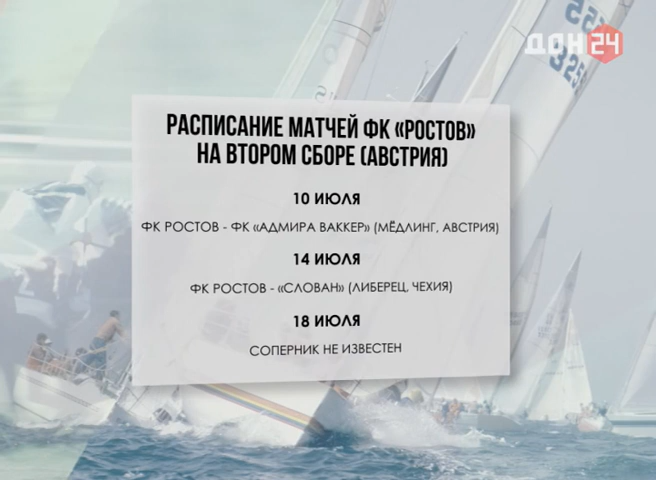 ДОН 24
РАСПИСАНИЕ МАТЧЕЙ ФК «РОСТОВ»
НА ВТОРОМ СБОРЕ (АВСТРИЯ)
10 ИЮЛЯ
ФК РОСТОВ - ФК «АДМИРА ВАККЕР» (МЁДЛИНГ, АВСТРИЯ)
14 ИЮЛЯ
ФК РОСТОВ - «СЛОВАН» (ЛИБЕРЕЦ, ЧЕХИЯ)
18 ИЮЛЯ
СОПЕРНИК НЕ ИЗВЕСТЕН